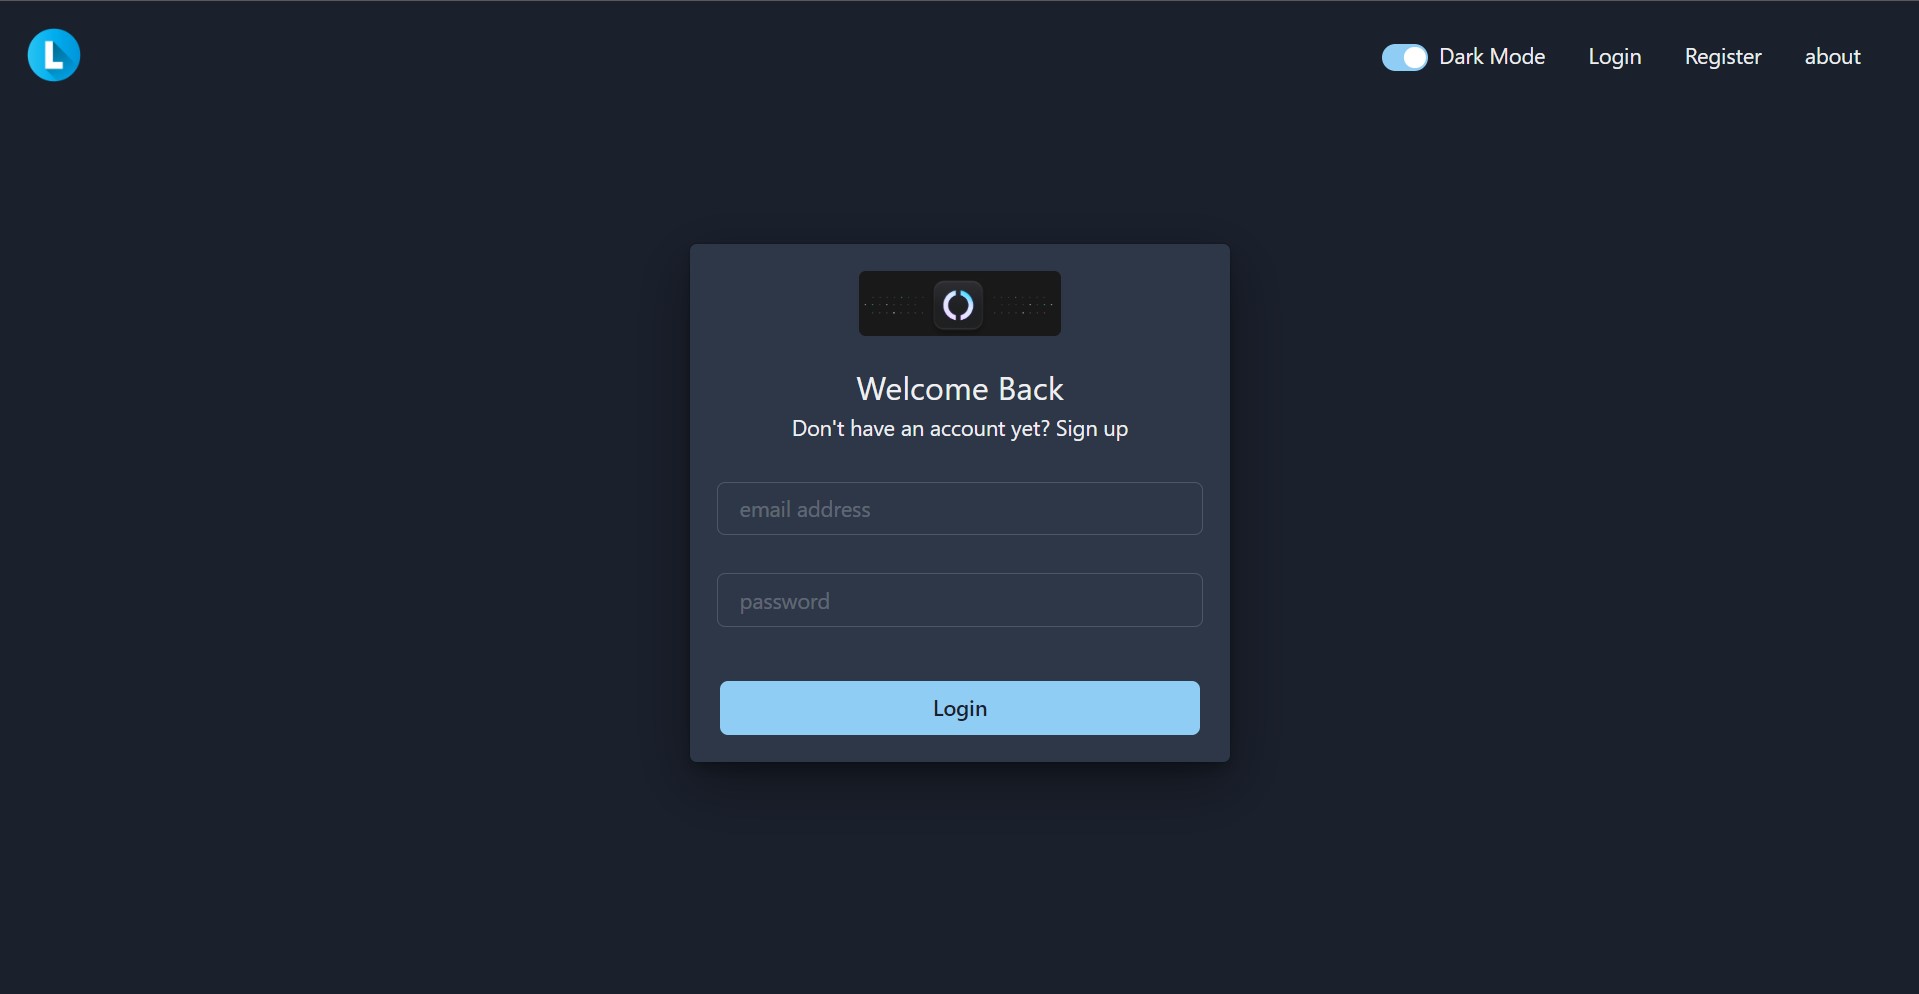 L
Dark Mode Login Register about
Welcome Back
Don't have an account yet? Sign up
email address
password
Login